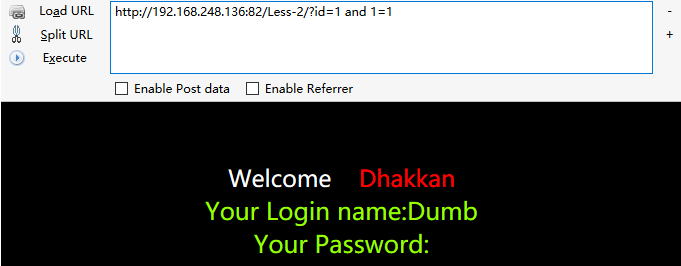 Load URL
http://192.168.248.136:82/Less-2/?id=1 and 1=1
-
Split URL
+
Execute
Enable Post data Enable Referrer
Welcome Dhakkan
Your Login name:Dumb
Your Password: